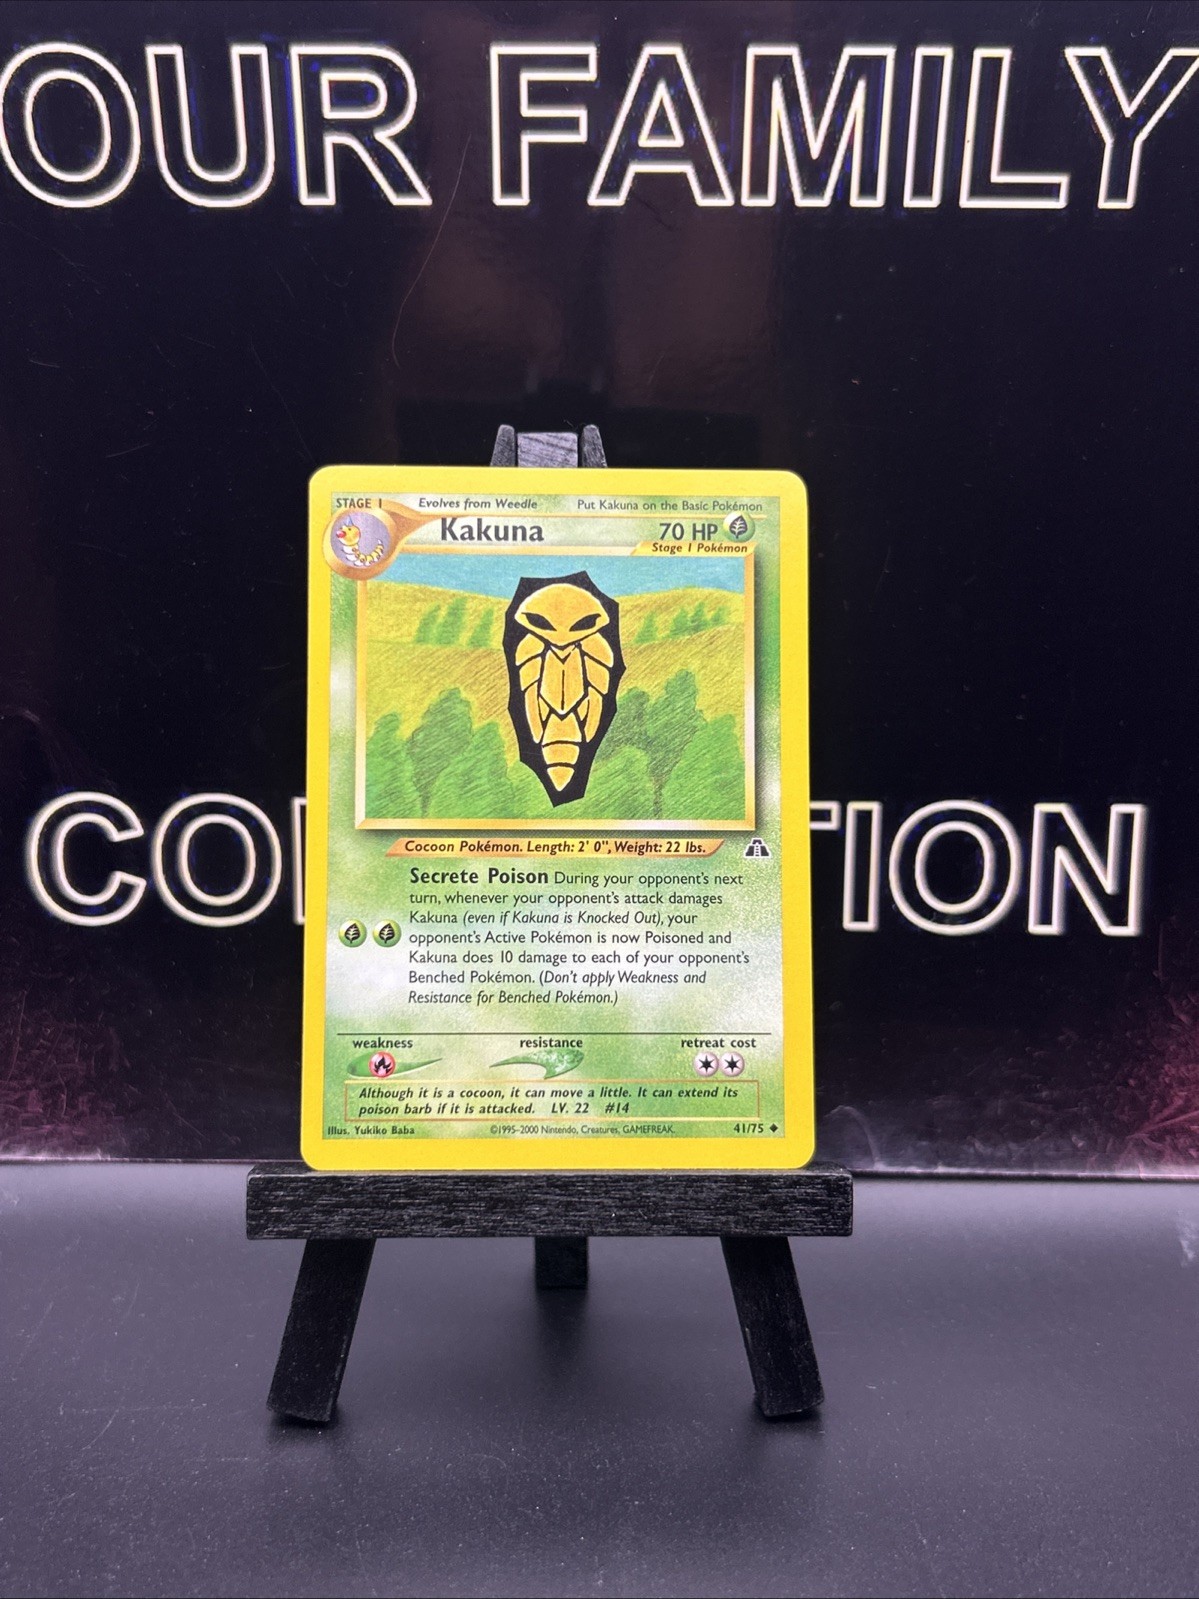 OUR FAMILY
STAGE 1 Evolves from Weedle Put Kakuna on the Basic Pokémon
Kakuna 70 HP
Stage 1 Pokémon
Cocoon Pokémon. Length: 2' 0", Weight: 22 lbs.
CO TION
Secrete Poison During your opponent's next
turn, whenever your opponent's attack damages
Kakuna (even if Kakuna is Knocked Out), your
opponent's Active Pokémon is now Poisoned and
Kakuna does 10 damage to each of your opponent's
Benched Pokémon. (Don't apply Weakness and
Resistance for Benched Pokémon.)
weakness resistance retreat cost
Although it is a cocoon, it can move a little. It can extend its
poison barb if it is attacked. LV. 22 #14
Illus. Yukiko Baba ©1995-2000 Nintendo, Creatures, GAMEFREAK. 41/75